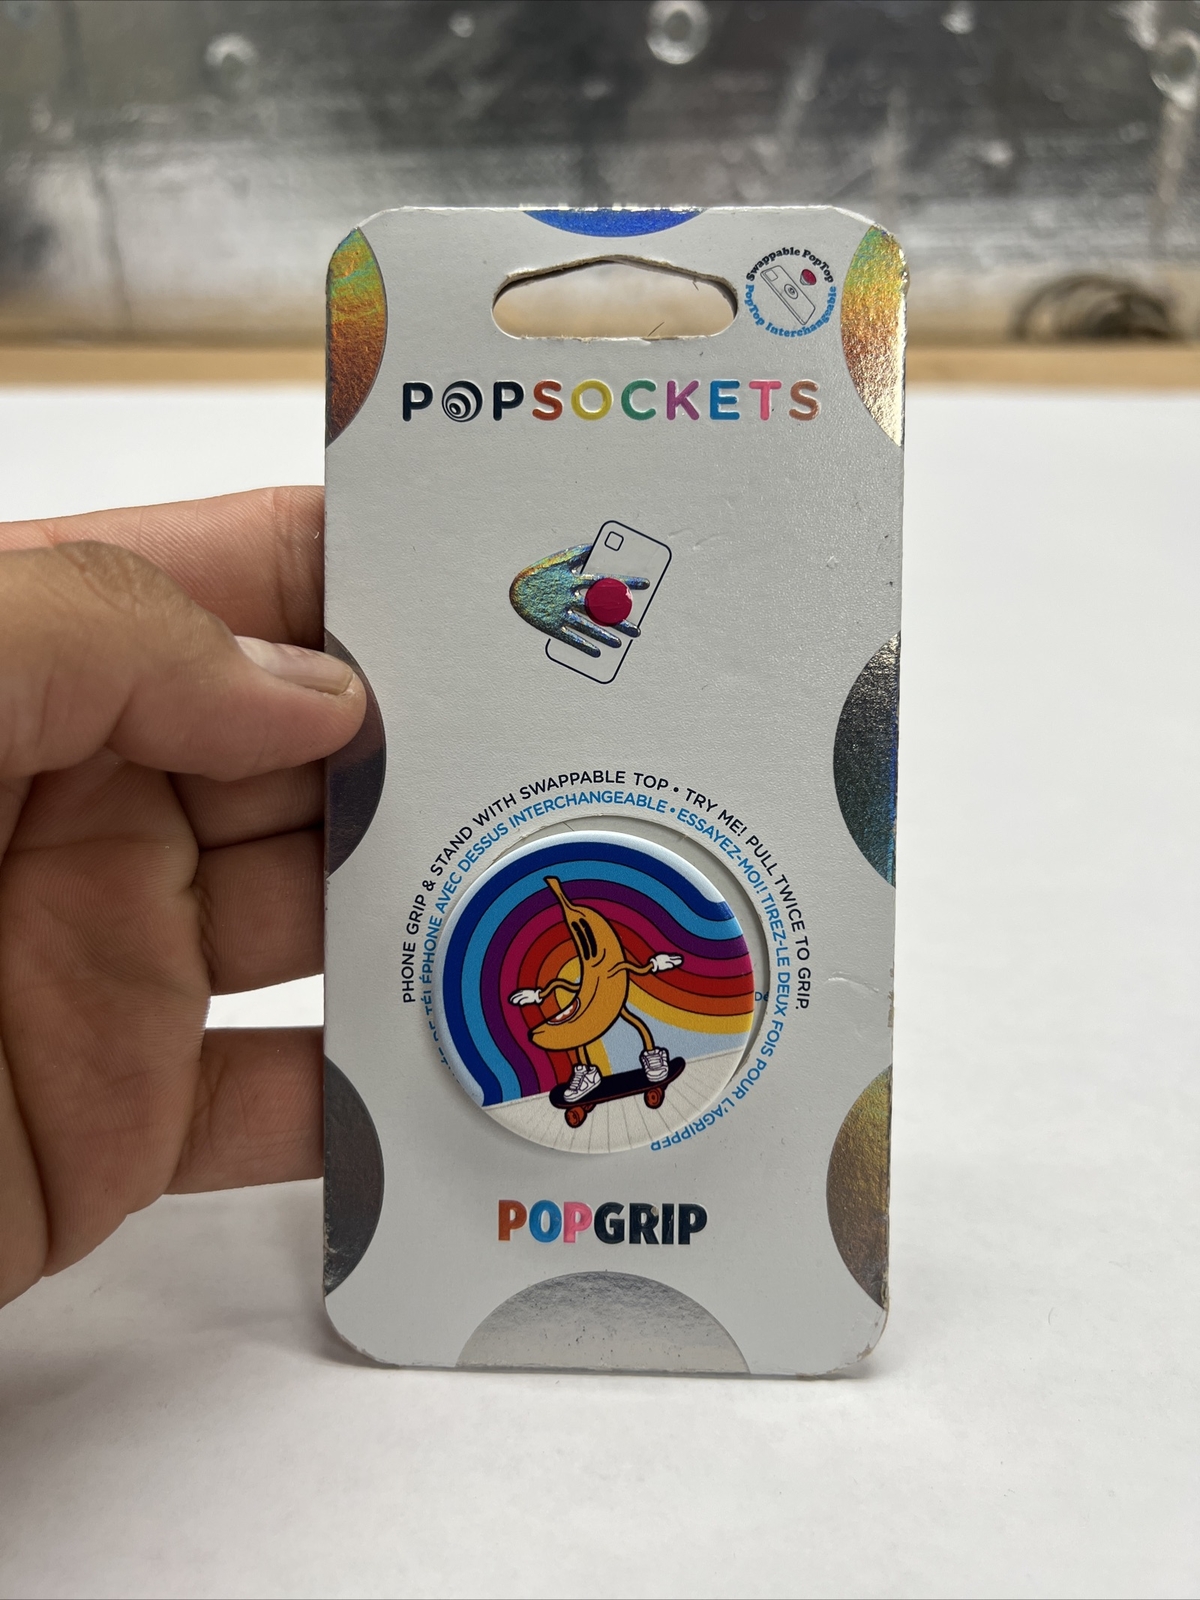 Swappable PopTop
PopTop Interchangeable
POPSOCKETS
PHONE GRIP & STAND WITH SWAPPABLE TOP • TRY ME! PULL TWICE TO GRIP.
TÉLÉPHONE AVEC DESSUS INTERCHANGEABLE • ESSAYEZ-MOI! TIREZ-LE DEUX FOIS POUR L'AGRIPPER
POPGRIP